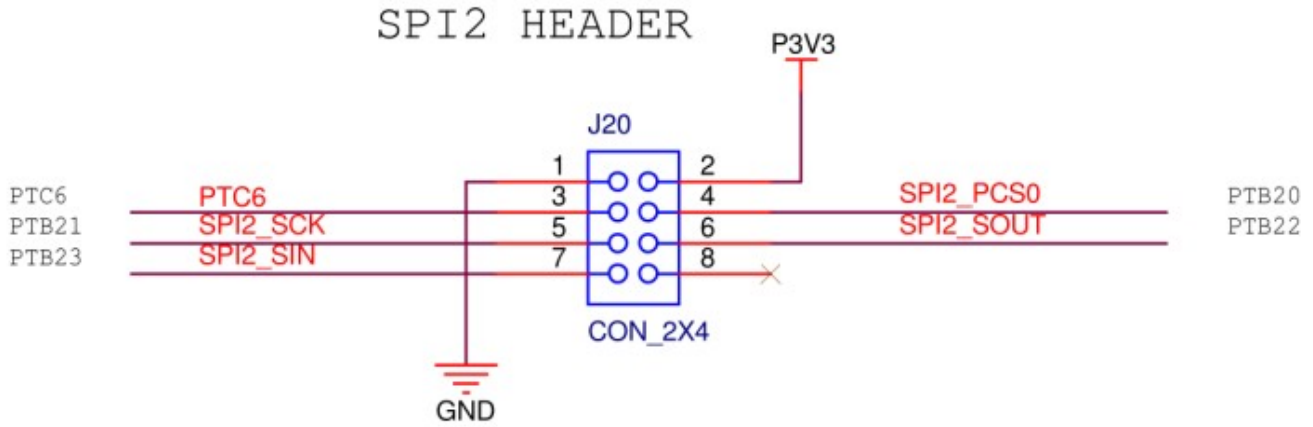 SPI2 HEADER
P3V3
J20
1 2
PTC6 PTC6 3 4 SPI2_PCS0 PTB20
PTB21 SPI2_SCK 5 6 SPI2_SOUT PTB22
PTB23 SPI2_SIN 7 8
CON_2X4
GND